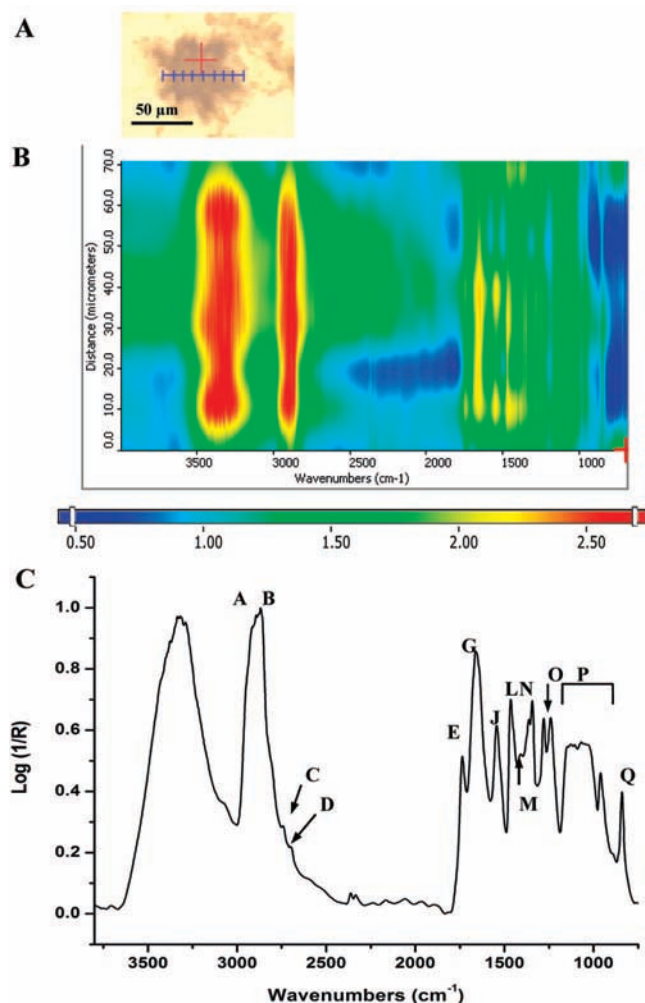 A
50 µm
B
70.0
60.0
50.0
40.0
30.0
20.0
10.0
0.0
Distance (micrometers)
3500 3000 2500 2000 1500 1000
Wavenumbers (cm-1)
0.50 1.00 1.50 2.00 2.50
C
1.0
0.8
0.6
0.4
0.2
0.0
Log (1/R)
A B
C
D
E
G
J
L N
M
O
P
Q
3500 3000 2500 2000 1500 1000
Wavenumbers (cm⁻¹)